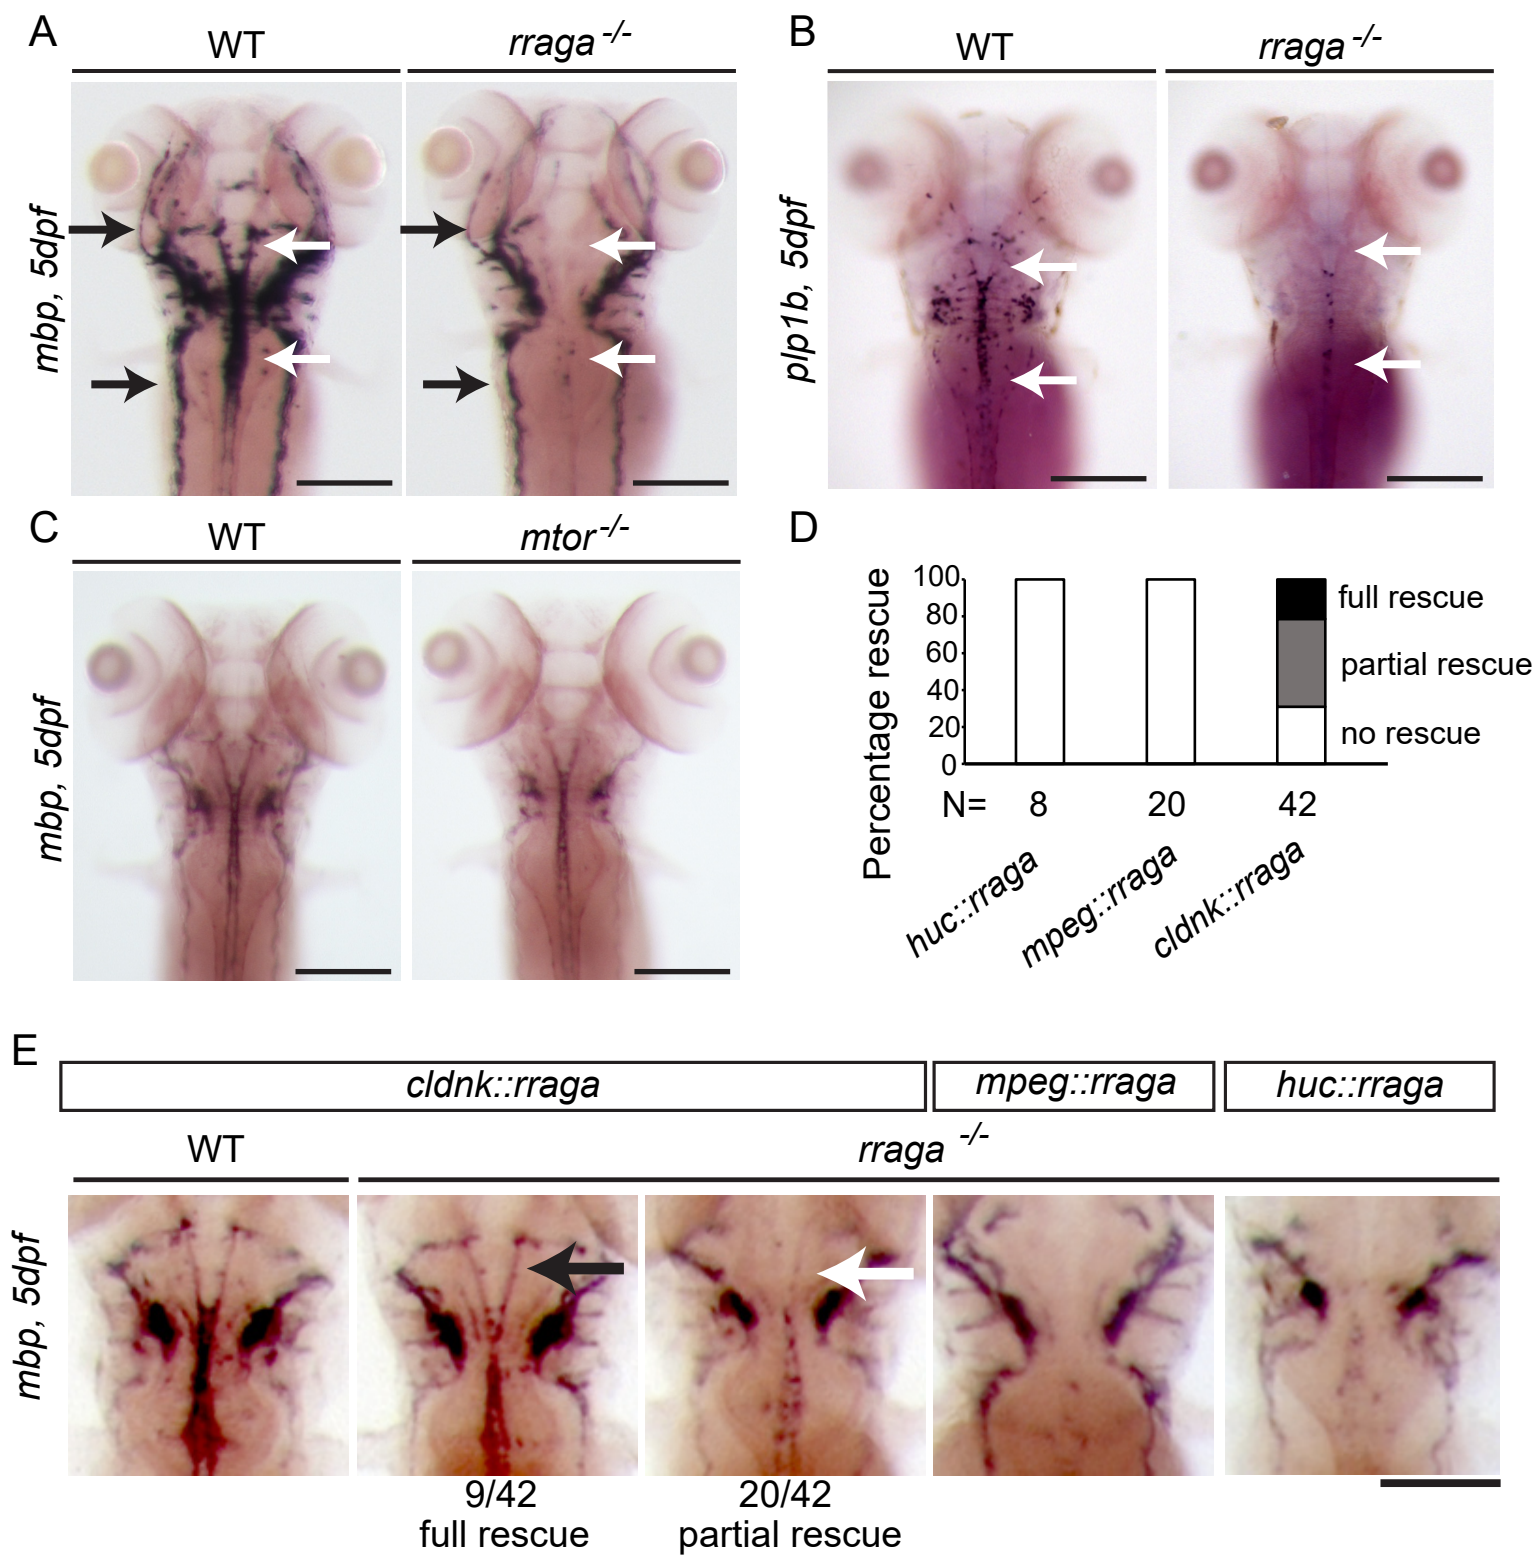 A
WT
rraga -/-
mbp, 5dpf
B
WT
rraga -/-
plp1b, 5dpf
C
WT
mtor -/-
mbp, 5dpf
D
Percentage rescue
100
80
60
40
20
0
full rescue
partial rescue
no rescue
N= 8 20 42
huc::rraga
mpeg::rraga
cldnk::rraga
E
cldnk::rraga
mpeg::rraga
huc::rraga
WT
rraga -/-
mbp, 5dpf
9/42
full rescue
20/42
partial rescue